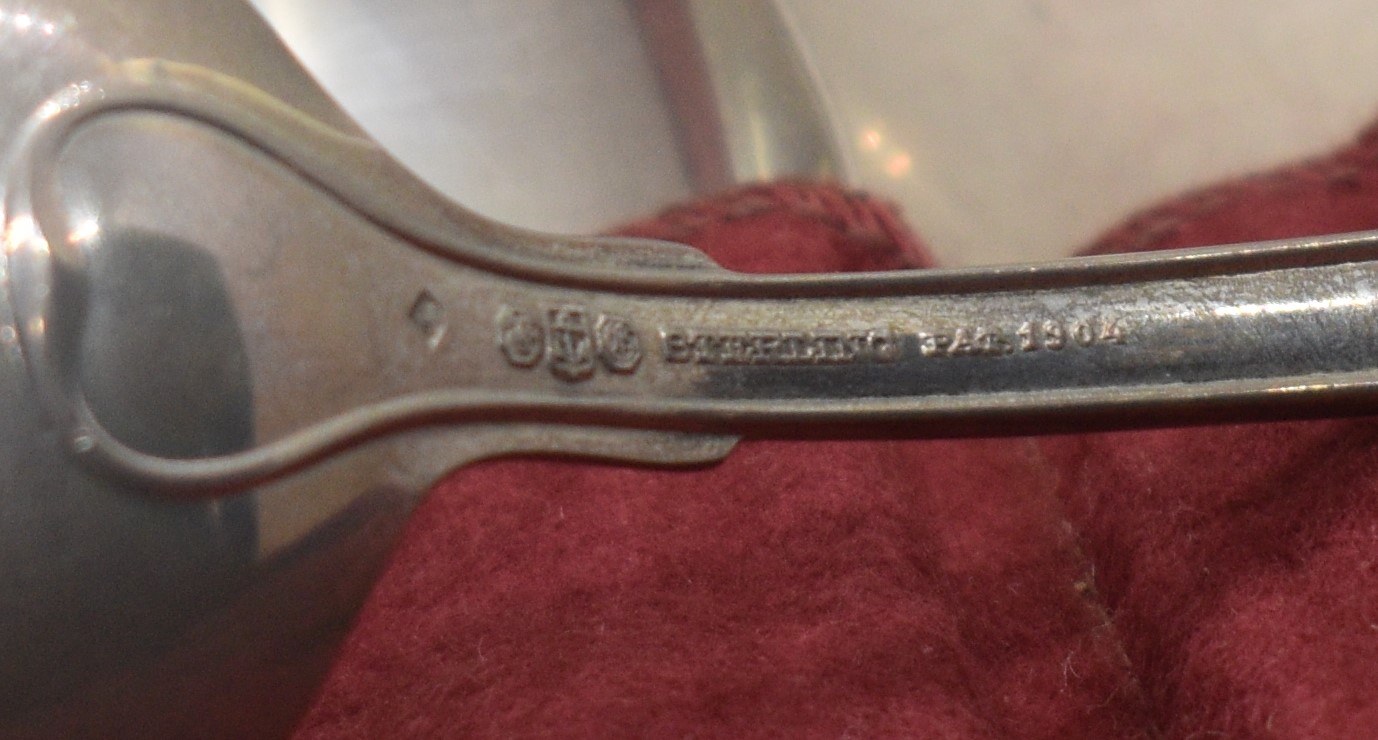 STERLING PAT. 1904